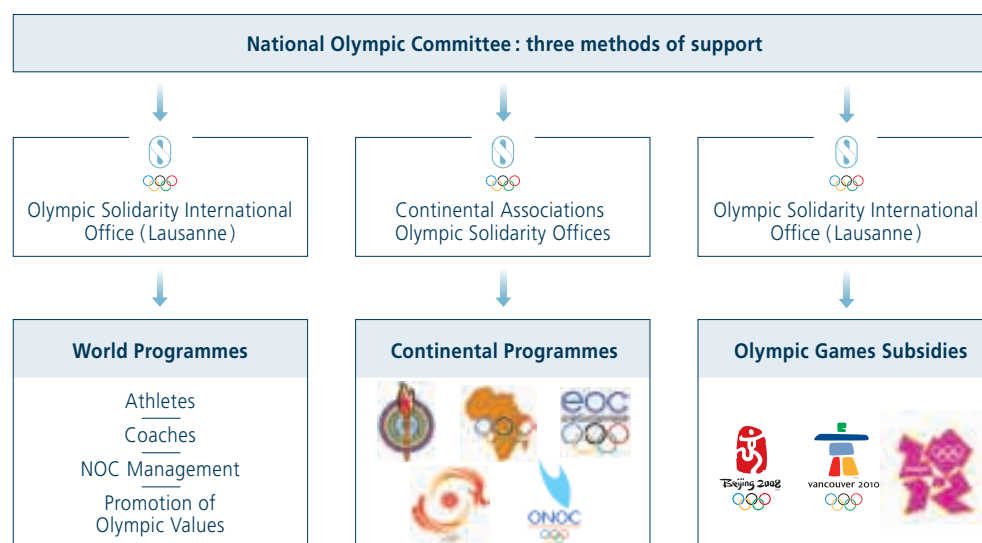 National Olympic Committee : three methods of support
Olympic Solidarity International
Office ( Lausanne )
Continental Associations
Olympic Solidarity Offices
Olympic Solidarity International
Office ( Lausanne )
World Programmes
Athletes
Coaches
NOC Management
Promotion of
Olympic Values
Continental Programmes
eoc
ONOC
Olympic Games Subsidies
Beijing 2008
vancouver 2010